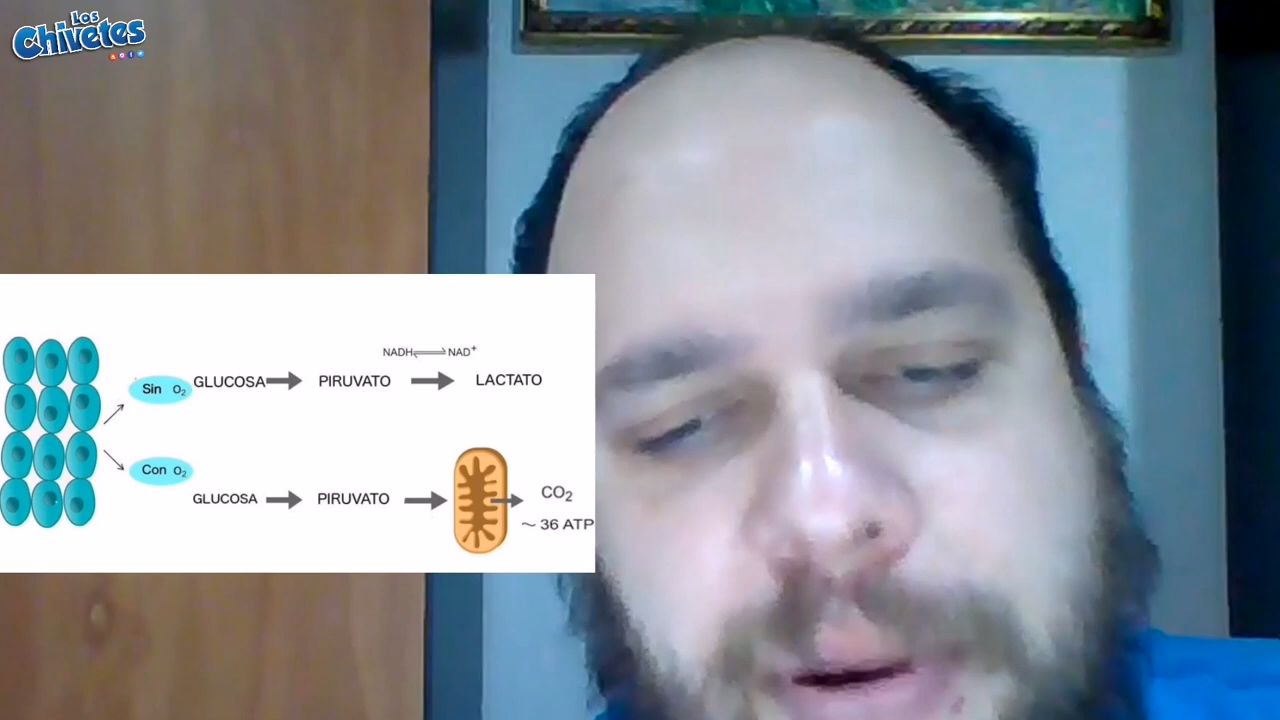 Los
Chivetes
NADH NAD+
Sin O₂ GLUCOSA PIRUVATO LACTATO
Con O₂
GLUCOSA PIRUVATO CO₂
~ 36 ATP